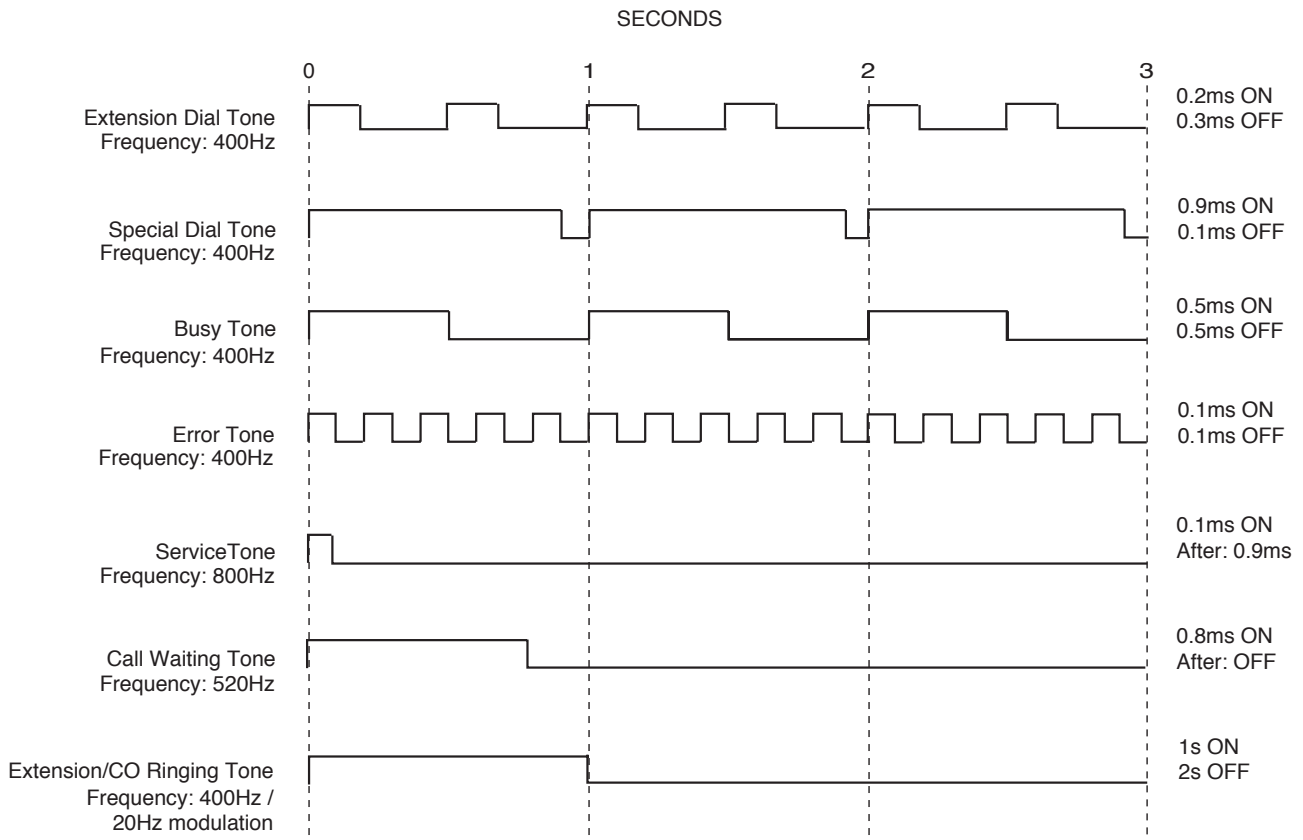 SECONDS
0 1 2 3
Extension Dial Tone
Frequency: 400Hz
0.2ms ON
0.3ms OFF
Special Dial Tone
Frequency: 400Hz
0.9ms ON
0.1ms OFF
Busy Tone
Frequency: 400Hz
0.5ms ON
0.5ms OFF
Error Tone
Frequency: 400Hz
0.1ms ON
0.1ms OFF
ServiceTone
Frequency: 800Hz
0.1ms ON
After: 0.9ms
Call Waiting Tone
Frequency: 520Hz
0.8ms ON
After: OFF
Extension/CO Ringing Tone
Frequency: 400Hz /
20Hz modulation
1s ON
2s OFF